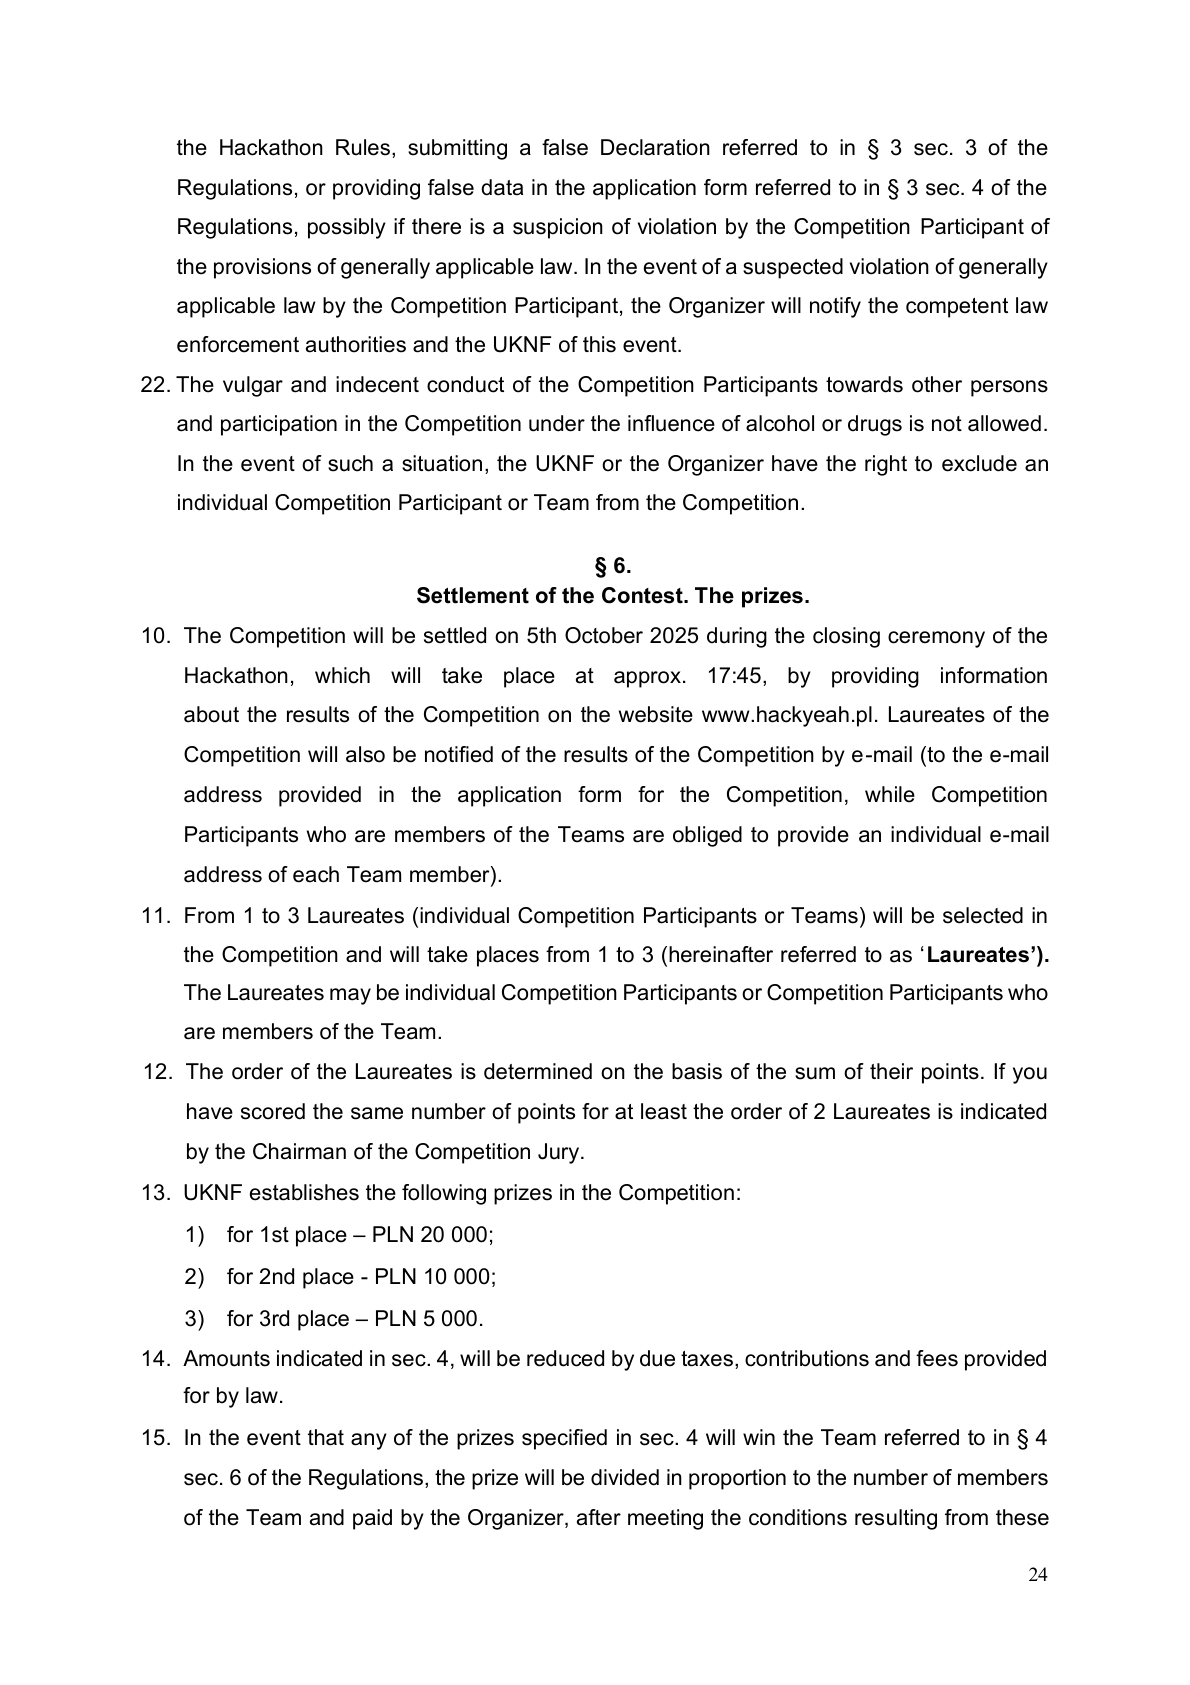 the Hackathon Rules, submitting a false Declaration referred to in § 3 sec. 3 of the
Regulations, or providing false data in the application form referred to in § 3 sec. 4 of the
Regulations, possibly if there is a suspicion of violation by the Competition Participant of
the provisions of generally applicable law. In the event of a suspected violation of generally
applicable law by the Competition Participant, the Organizer will notify the competent law
enforcement authorities and the UKNF of this event.
22. The vulgar and indecent conduct of the Competition Participants towards other persons
and participation in the Competition under the influence of alcohol or drugs is not allowed.
In the event of such a situation, the UKNF or the Organizer have the right to exclude an
individual Competition Participant or Team from the Competition.
§ 6.
Settlement of the Contest. The prizes.
10. The Competition will be settled on 5th October 2025 during the closing ceremony of the
Hackathon, which will take place at approx. 17:45, by providing information
about the results of the Competition on the website www.hackyeah.pl. Laureates of the
Competition will also be notified of the results of the Competition by e-mail (to the e-mail
address provided in the application form for the Competition, while Competition
Participants who are members of the Teams are obliged to provide an individual e-mail
address of each Team member).
11. From 1 to 3 Laureates (individual Competition Participants or Teams) will be selected in
the Competition and will take places from 1 to 3 (hereinafter referred to as ‘Laureates’).
The Laureates may be individual Competition Participants or Competition Participants who
are members of the Team.
12. The order of the Laureates is determined on the basis of the sum of their points. If you
have scored the same number of points for at least the order of 2 Laureates is indicated
by the Chairman of the Competition Jury.
13. UKNF establishes the following prizes in the Competition:
1) for 1st place – PLN 20 000;
2) for 2nd place - PLN 10 000;
3) for 3rd place – PLN 5 000.
14. Amounts indicated in sec. 4, will be reduced by due taxes, contributions and fees provided
for by law.
15. In the event that any of the prizes specified in sec. 4 will win the Team referred to in § 4
sec. 6 of the Regulations, the prize will be divided in proportion to the number of members
of the Team and paid by the Organizer, after meeting the conditions resulting from these
24